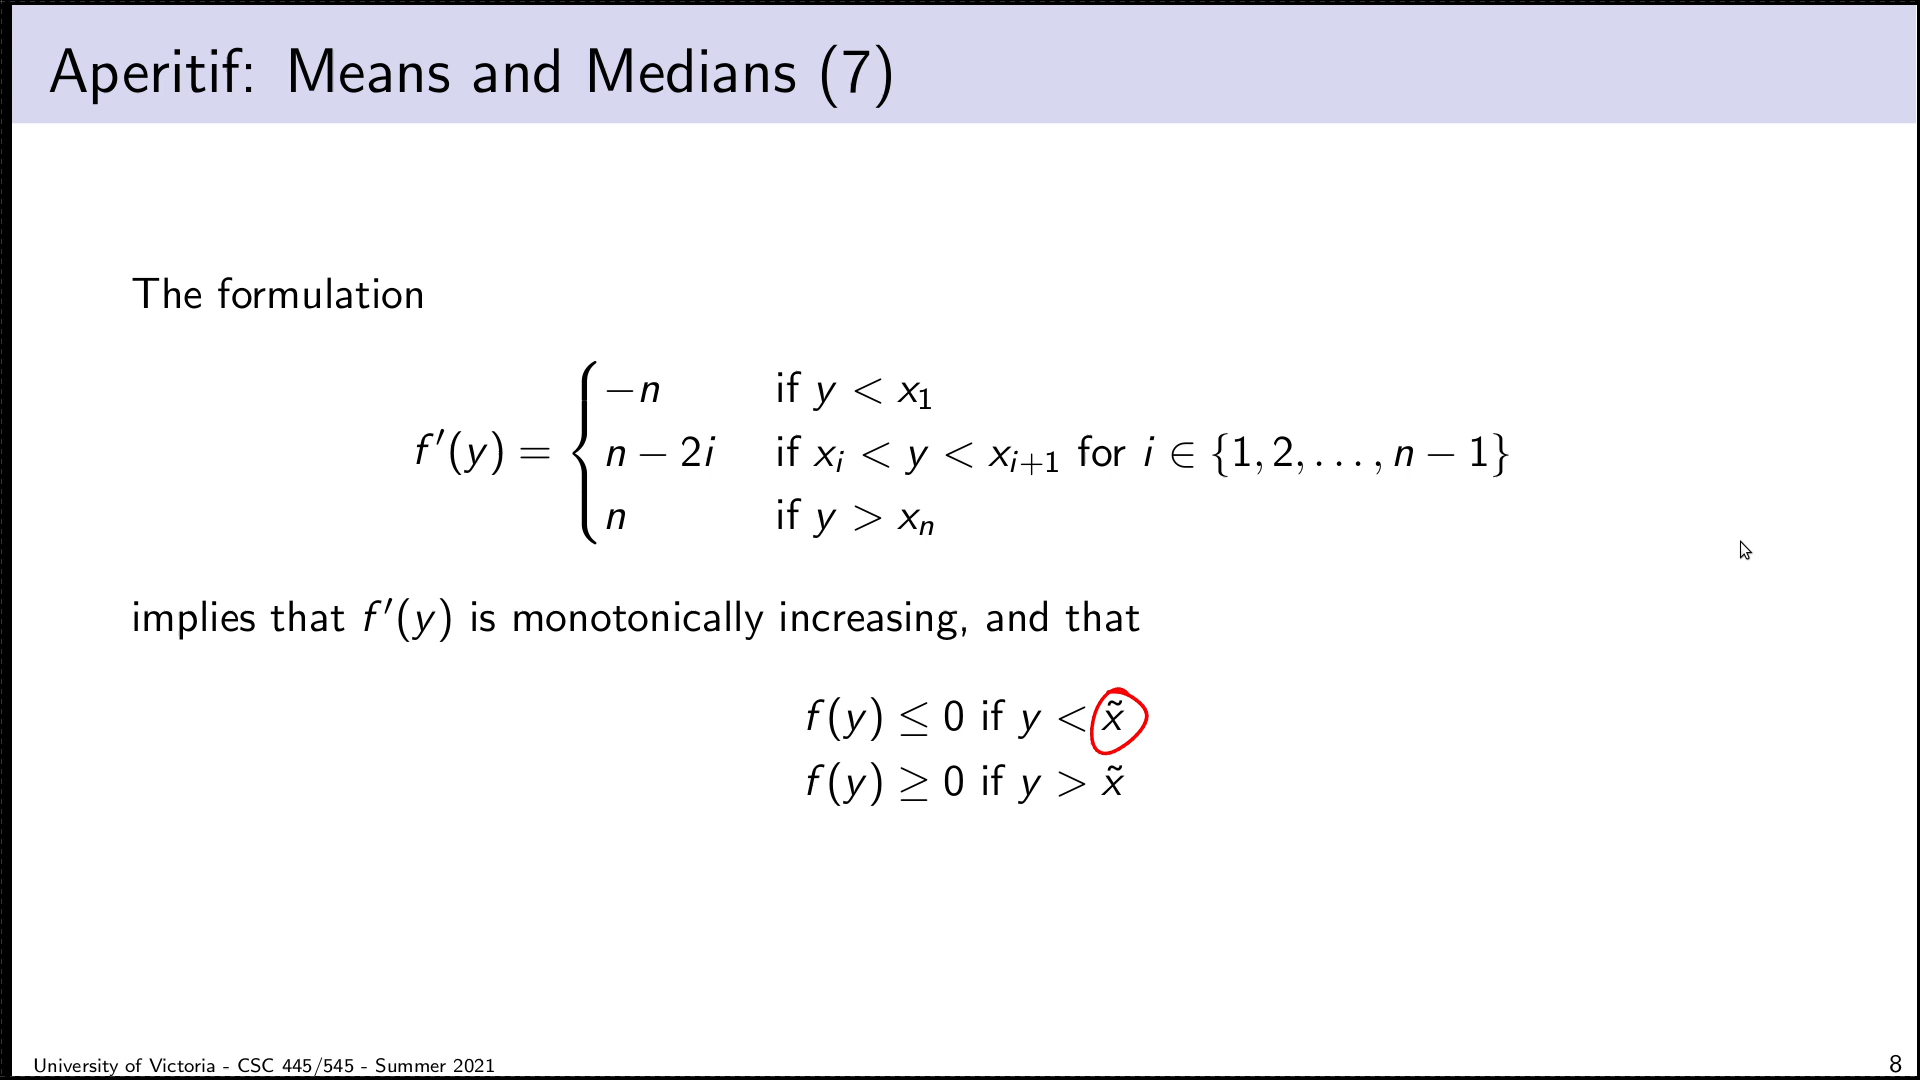 Aperitif: Means and Medians (7)
The formulation
f′(y) = { −n if y < x₁
n − 2i if xᵢ < y < xᵢ₊₁ for i ∈ {1, 2, . . . , n − 1}
n if y > xₙ
implies that f′(y) is monotonically increasing, and that
f(y) ≤ 0 if y < x̃
f(y) ≥ 0 if y > x̃
University of Victoria - CSC 445/545 - Summer 2021
8